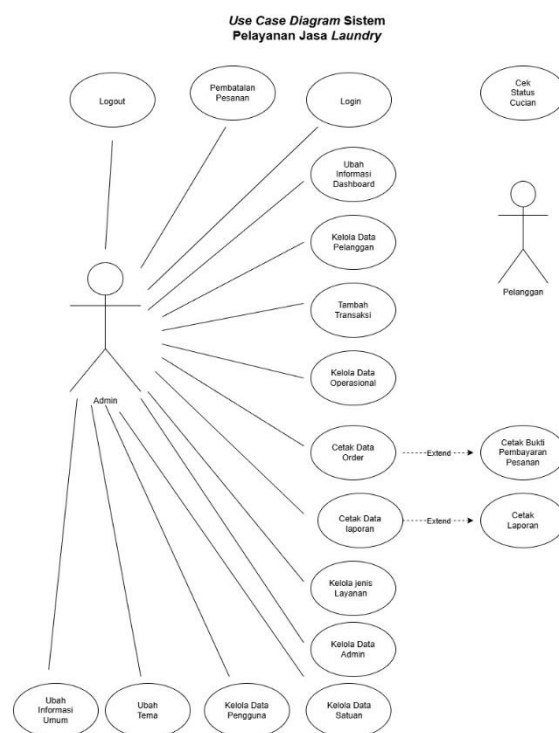 Use Case Diagram Sistem
Pelayanan Jasa Laundry
Logout
Pembatalan
Pesanan
Login
Cek
Status
Cucian
Ubah
Informasi
Dashboard
Kelola Data
Pelanggan
Pelanggan
Tambah
Transaksi
Kelola Data
Operasional
Admin
Cetak Data
Order
Extend
Cetak Bukti
Pembayaran
Pesanan
Cetak Data
laporan
Extend
Cetak
Laporan
Kelola jenis
Layanan
Kelola Data
Admin
Ubah
Informasi
Umum
Ubah
Tema
Kelola Data
Pengguna
Kelola Data
Satuan